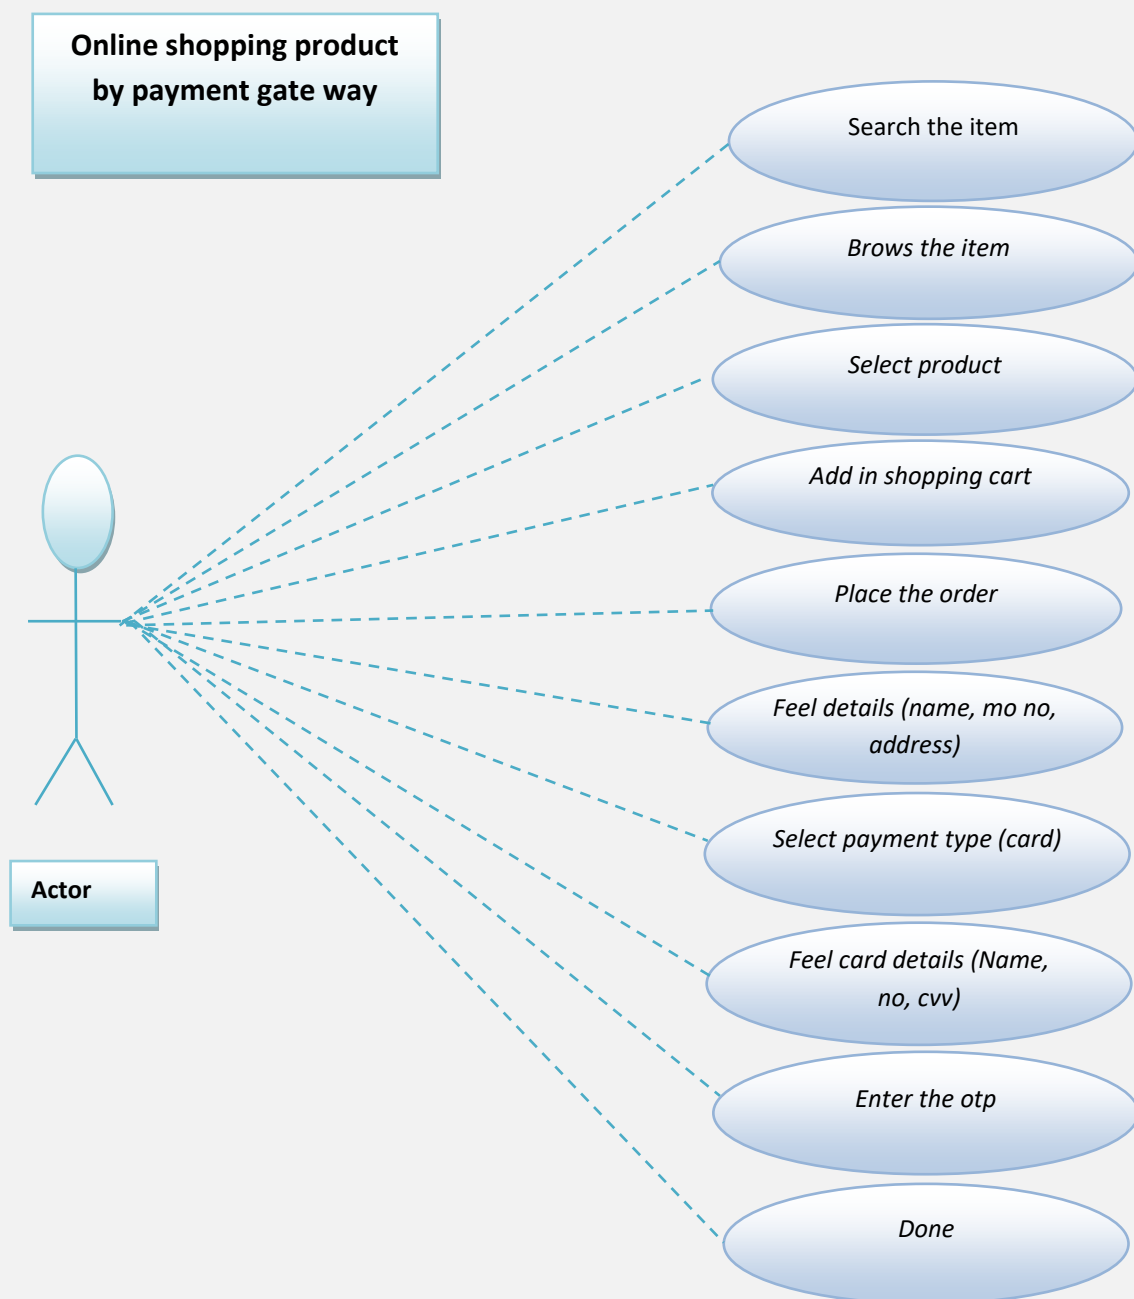 Online shopping product
by payment gate way
Search the item
Brows the item
Select product
Add in shopping cart
Place the order
Feel details (name, mo no,
address)
Select payment type (card)
Actor
Feel card details (Name,
no, cvv)
Enter the otp
Done